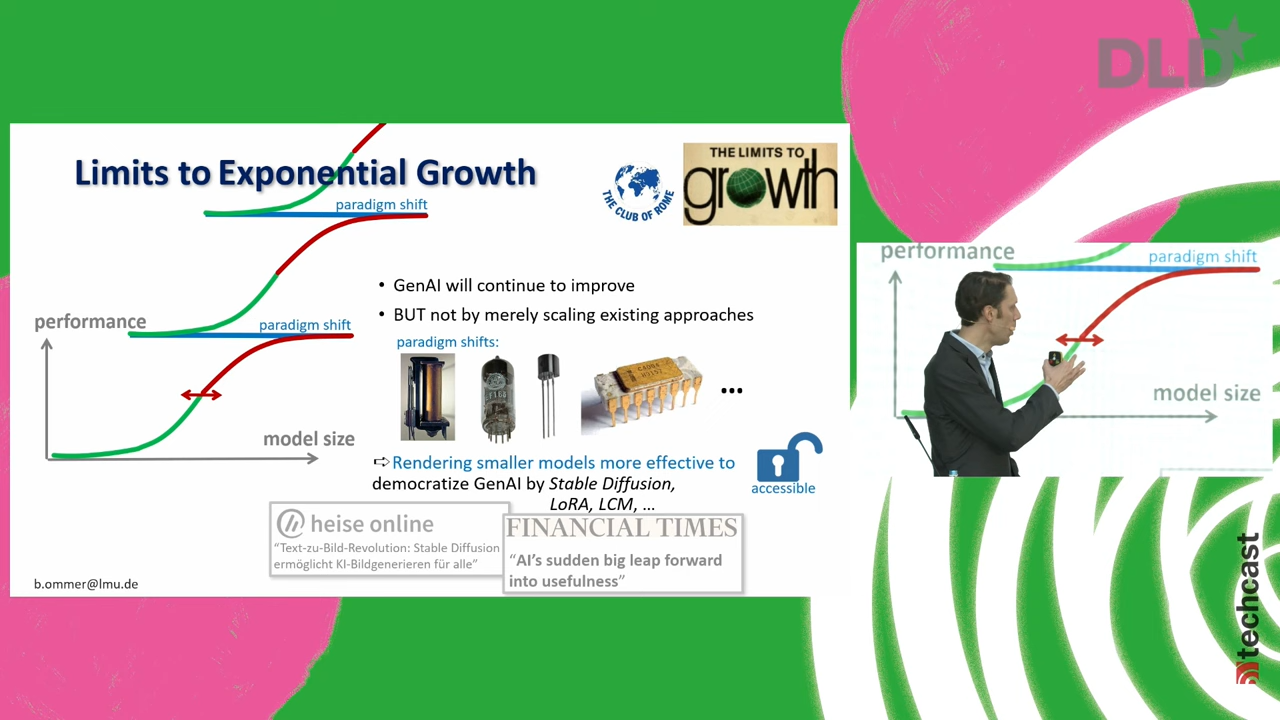 DLD
Limits to Exponential Growth
THE CLUB OF ROME
THE LIMITS TO
growth
paradigm shift
• GenAI will continue to improve
• BUT not by merely scaling existing approaches
performance
paradigm shift
paradigm shifts:
...
model size
⇨Rendering smaller models more effective to
democratize GenAI by Stable Diffusion,
LoRA, LCM, ...
accessible
heise online
“Text-zu-Bild-Revolution: Stable Diffusion
ermöglicht KI-Bildgenerieren für alle”
FINANCIAL TIMES
“AI’s sudden big leap forward
into usefulness”
b.ommer@lmu.de
performance
paradigm shift
model size
techcast